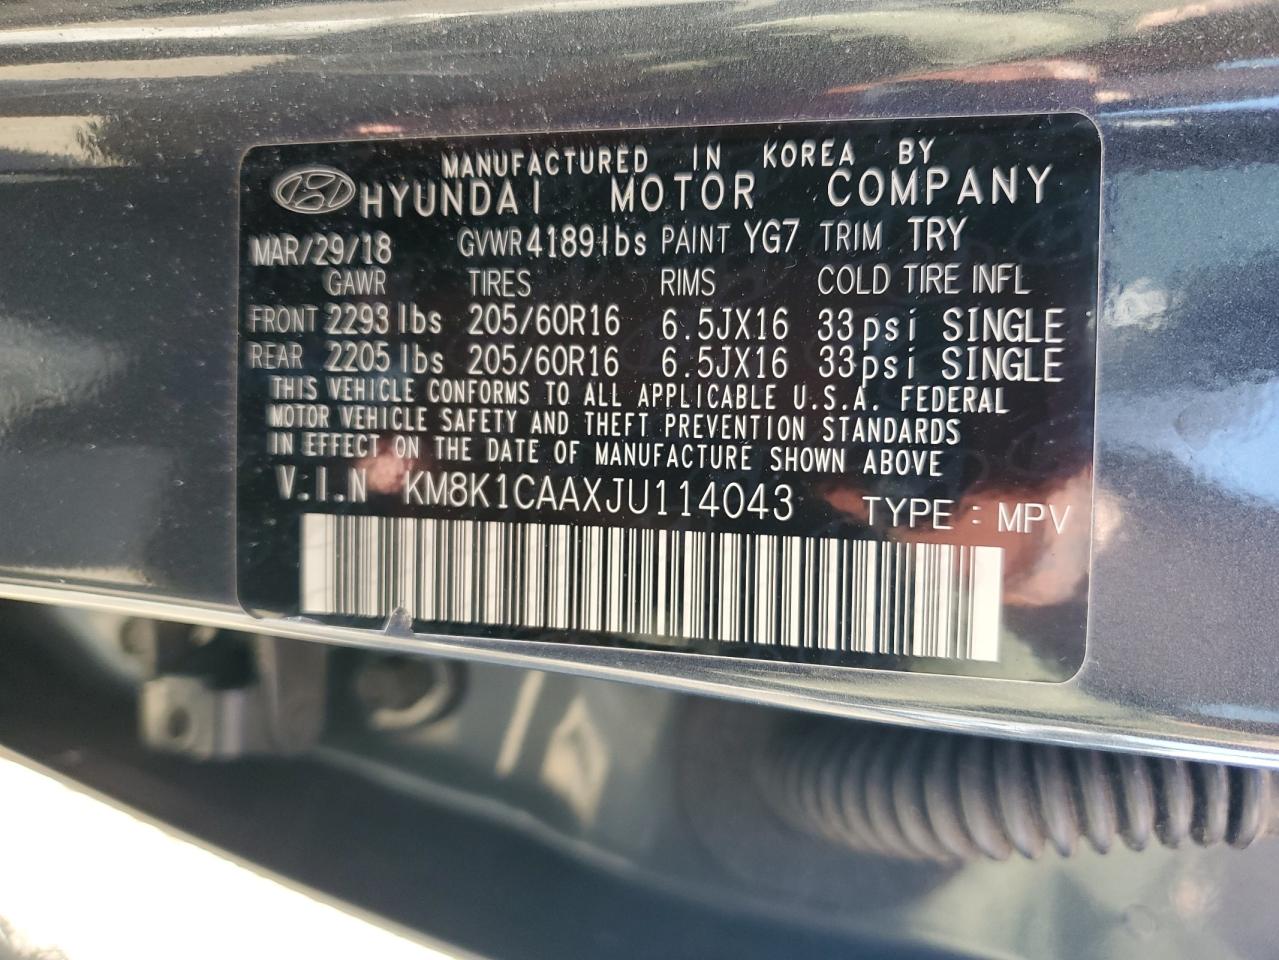 MANUFACTURED IN KOREA BY
HYUNDAI MOTOR COMPANY
MAR/29/18 GVWR 4189lbs PAINT YG7 TRIM TRY
GAWR TIRES RIMS COLD TIRE INFL
FRONT 2293 lbs 205/60R16 6.5JX16 33psi SINGLE
REAR 2205 lbs 205/60R16 6.5JX16 33psi SINGLE
THIS VEHICLE CONFORMS TO ALL APPLICABLE U.S.A. FEDERAL
MOTOR VEHICLE SAFETY AND THEFT PREVENTION STANDARDS
IN EFFECT ON THE DATE OF MANUFACTURE SHOWN ABOVE
V.I.N KM8K1CAAXJU114043 TYPE : MPV